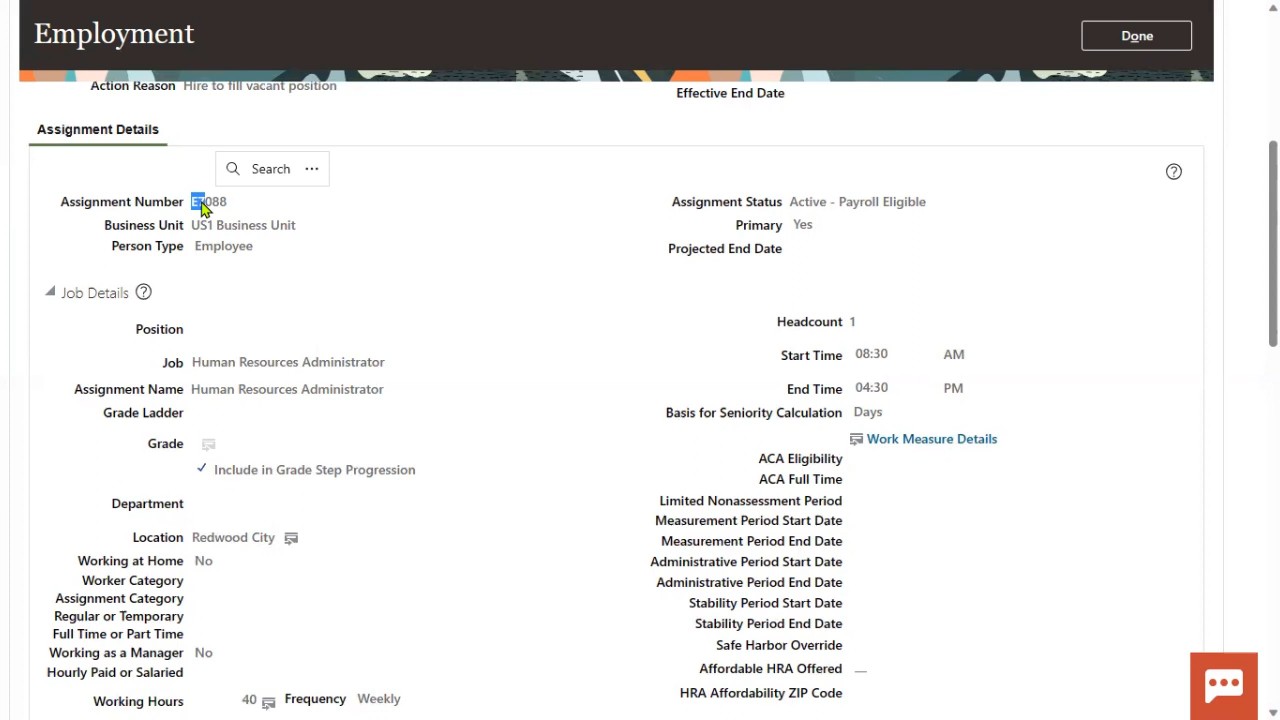 Employment
Done
Action Reason Hire to fill vacant position
Effective End Date
Assignment Details
Search ...
Assignment Number E7088
Assignment Status Active - Payroll Eligible
Business Unit US1 Business Unit
Primary Yes
Person Type Employee
Projected End Date
Job Details
Position
Headcount 1
Start Time 08:30 AM
Job Human Resources Administrator
End Time 04:30 PM
Assignment Name Human Resources Administrator
Basis for Seniority Calculation Days
Grade Ladder
Work Measure Details
Grade
ACA Eligibility
Include in Grade Step Progression
ACA Full Time
Department
Limited Nonassessment Period
Measurement Period Start Date
Location Redwood City
Measurement Period End Date
Working at Home No
Administrative Period Start Date
Worker Category
Administrative Period End Date
Assignment Category
Stability Period Start Date
Regular or Temporary
Stability Period End Date
Full Time or Part Time
Safe Harbor Override
Working as a Manager No
Affordable HRA Offered —
Hourly Paid or Salaried
HRA Affordability ZIP Code
Working Hours 40 Frequency Weekly